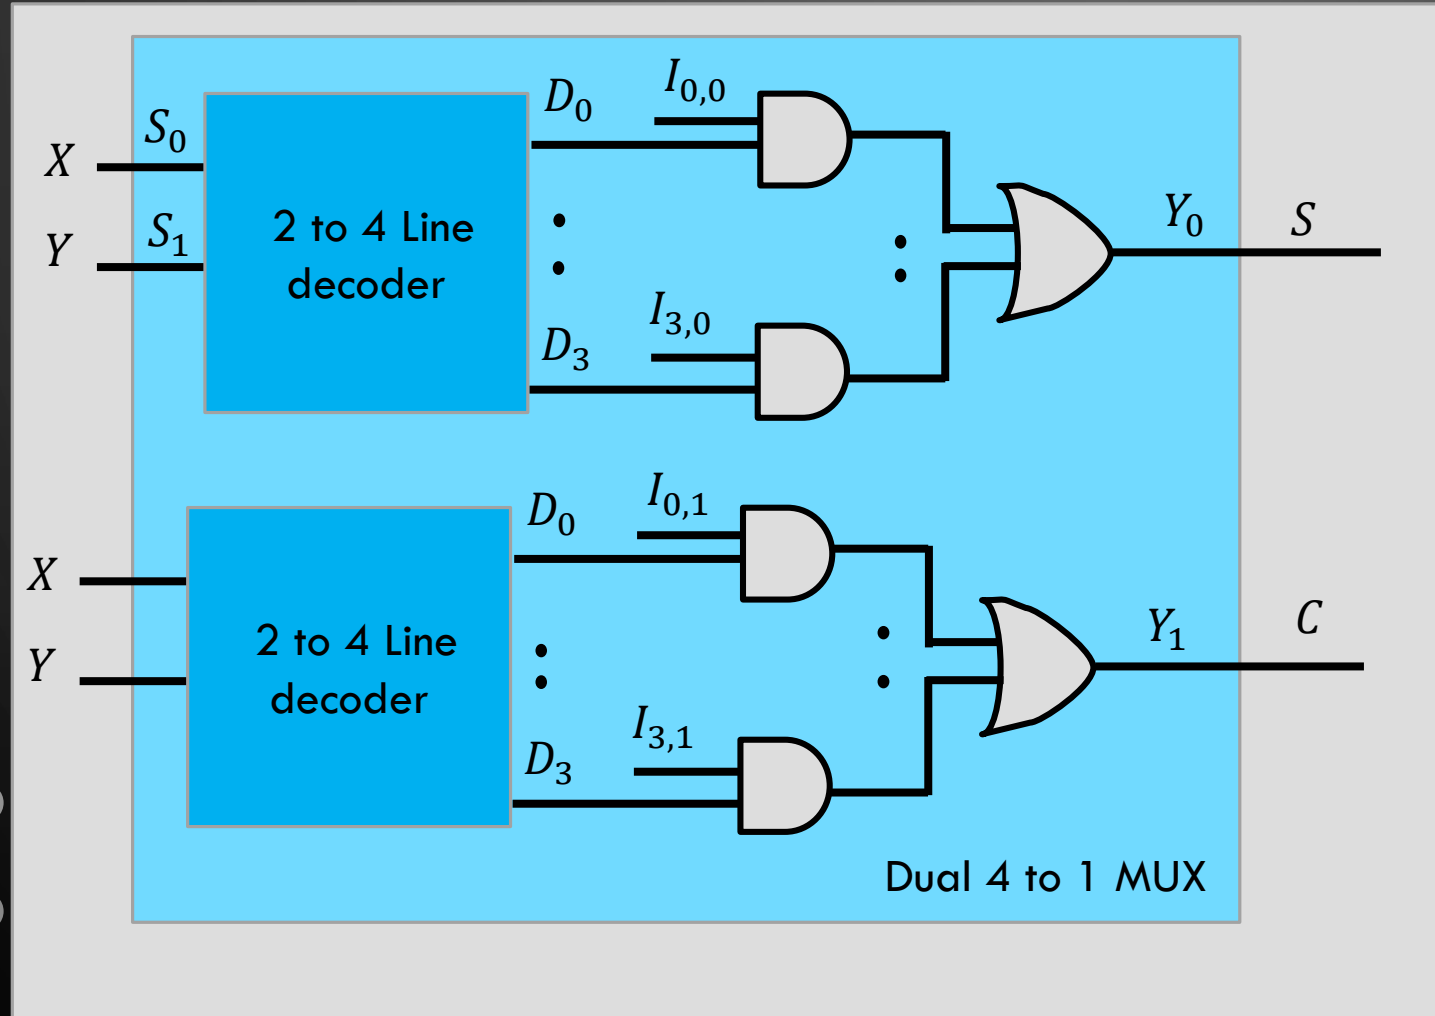 X
S₀
Y
S₁
2 to 4 Line
decoder
D₀
I₀,₀
D₃
I₃,₀
Y₀
S
X
Y
2 to 4 Line
decoder
D₀
I₀,₁
D₃
I₃,₁
Y₁
C
Dual 4 to 1 MUX